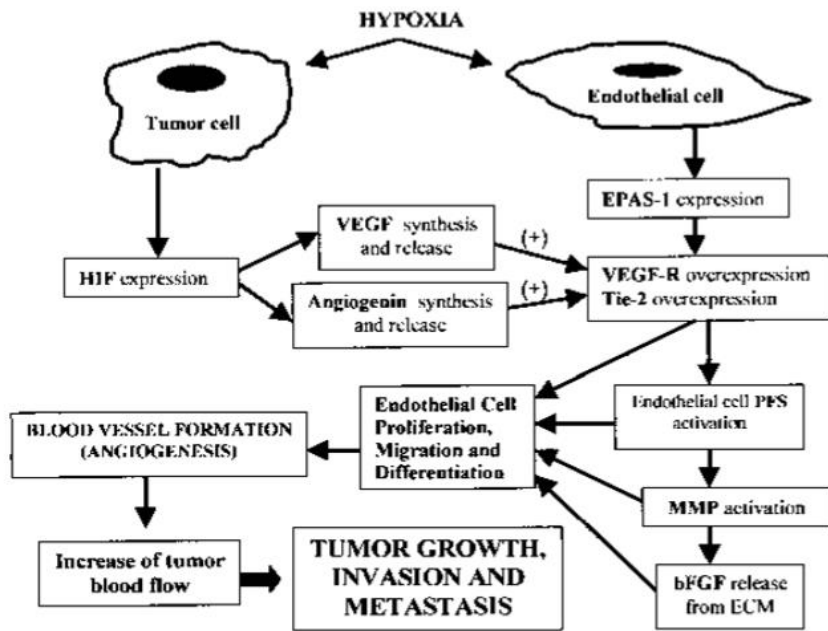 HYPOXIA
Tumor cell
Endothelial cell
EPAS-1 expression
VEGF synthesis
and release
(+)
HIF expression
Angiogenin synthesis
and release
(+)
VEGF-R overexpression
Tie-2 overexpression
Endothelial Cell
Proliferation,
Migration and
Differentiation
Endothelial cell PFS
activation
BLOOD VESSEL FORMATION
(ANGIOGENESIS)
MMP activation
Increase of tumor
blood flow
TUMOR GROWTH,
INVASION AND
METASTASIS
bFGF release
from ECM